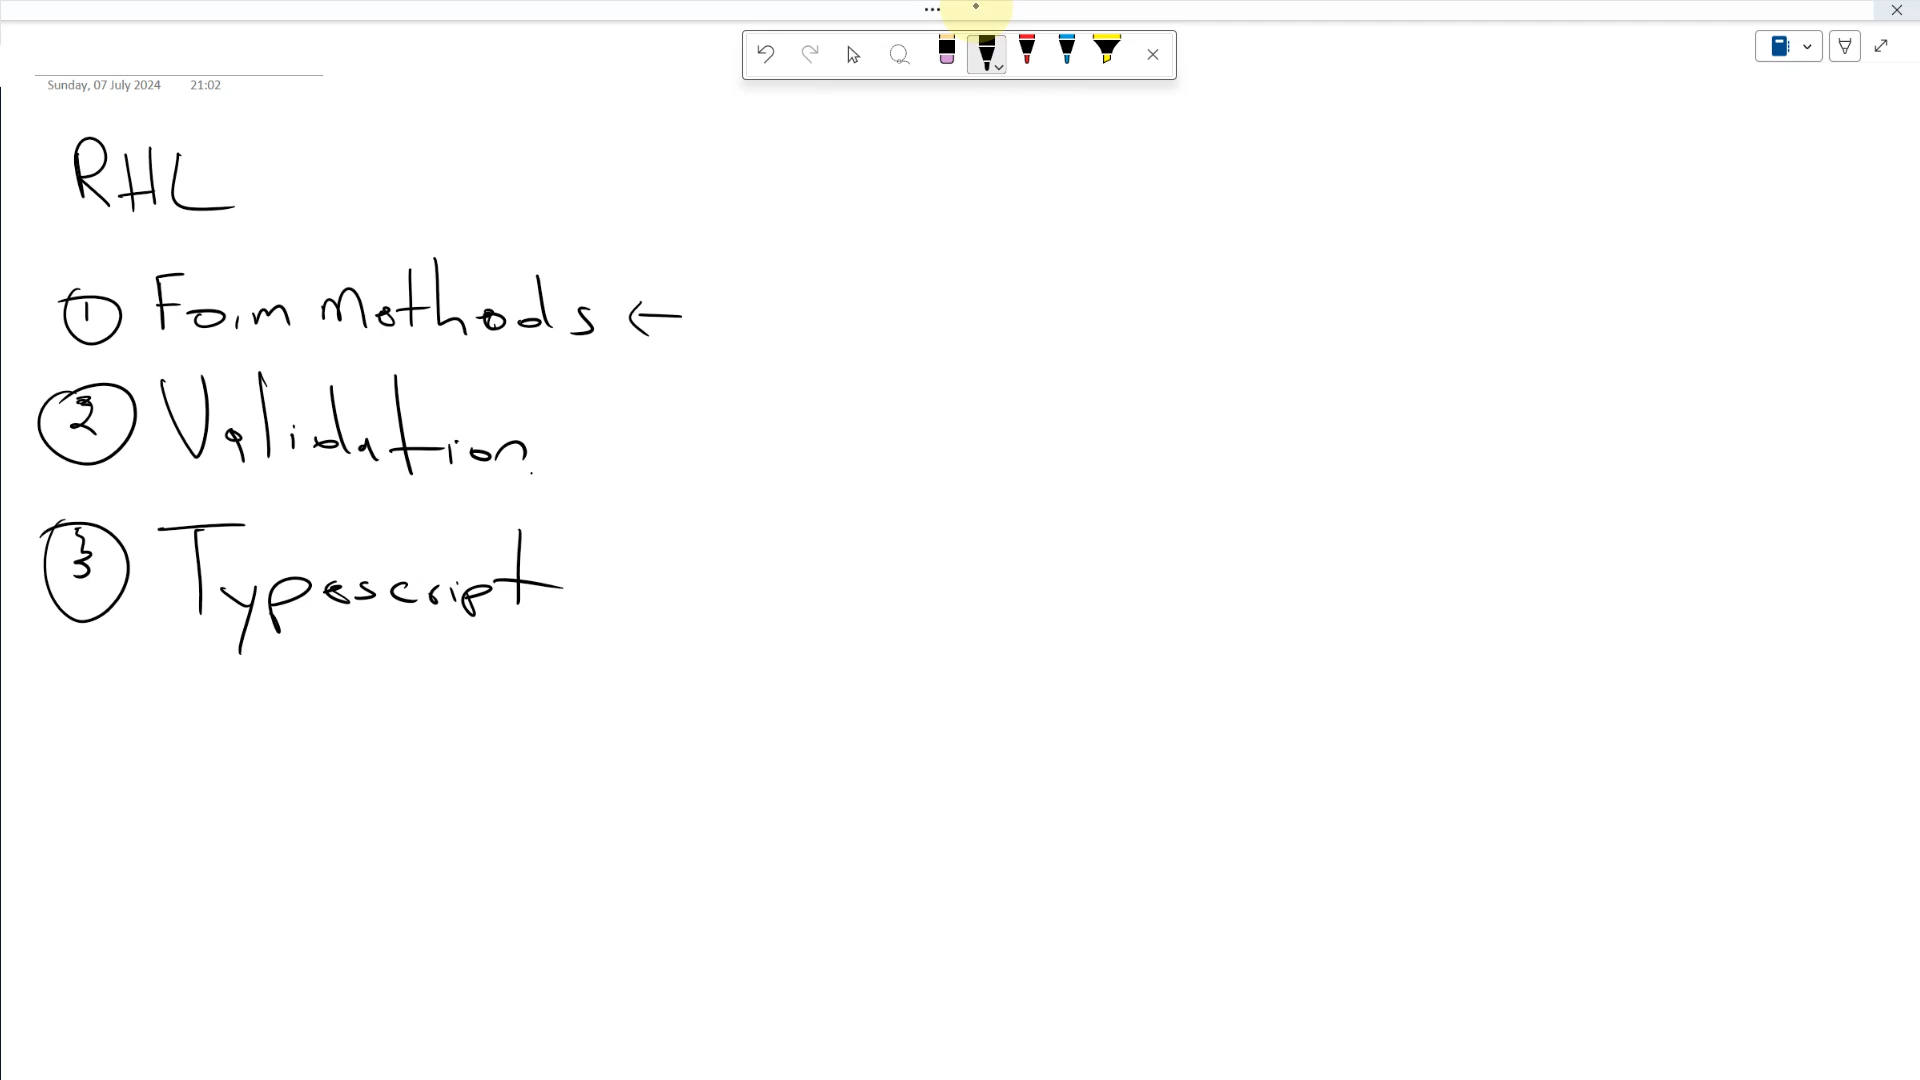 Sunday, 07 July 2024 21:02
RHL
① Form Methods ←
② Validation
③ Typescript